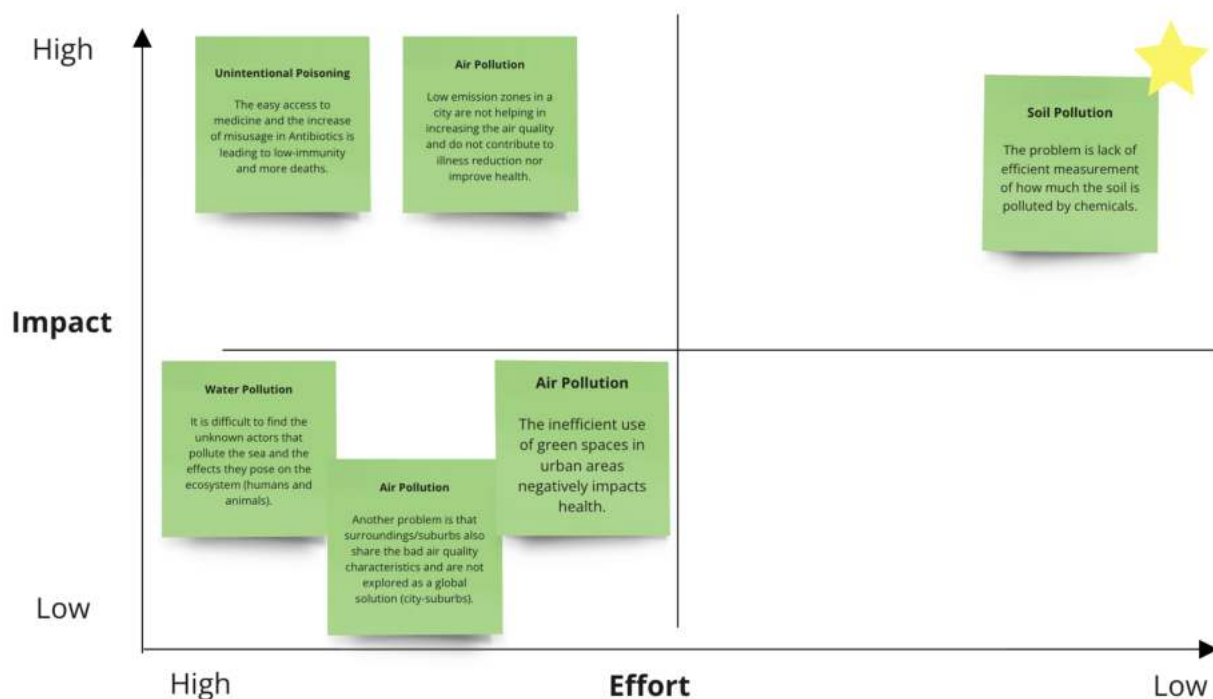 High
Unintentional Poisoning
The easy access to
medicine and the increase
of misusage in Antibiotics is
leading to low-immunity
and more deaths.
Air Pollution
Low emission zones in a
city are not helping in
increasing the air quality
and do not contribute to
illness reduction nor
improve health.
Soil Pollution
The problem is lack of
efficient measurement
of how much the soil is
polluted by chemicals.
Impact
Water Pollution
It is difficult to find the
unknown actors that
pollute the sea and the
effects they pose on the
ecosystem (humans and
animals).
Air Pollution
Another problem is that
surroundings/suburbs also
share the bad air quality
characteristics and are not
explored as a global
solution (city-suburbs).
Air Pollution
The inefficient use
of green spaces in
urban areas
negatively impacts
health.
Low
High
Effort
Low